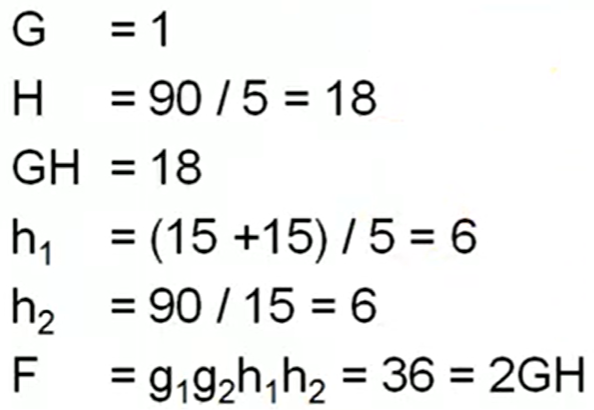 G = 1
H = 90 / 5 = 18
GH = 18
h₁ = (15 +15) / 5 = 6
h₂ = 90 / 15 = 6
F = g₁g₂h₁h₂ = 36 = 2GH